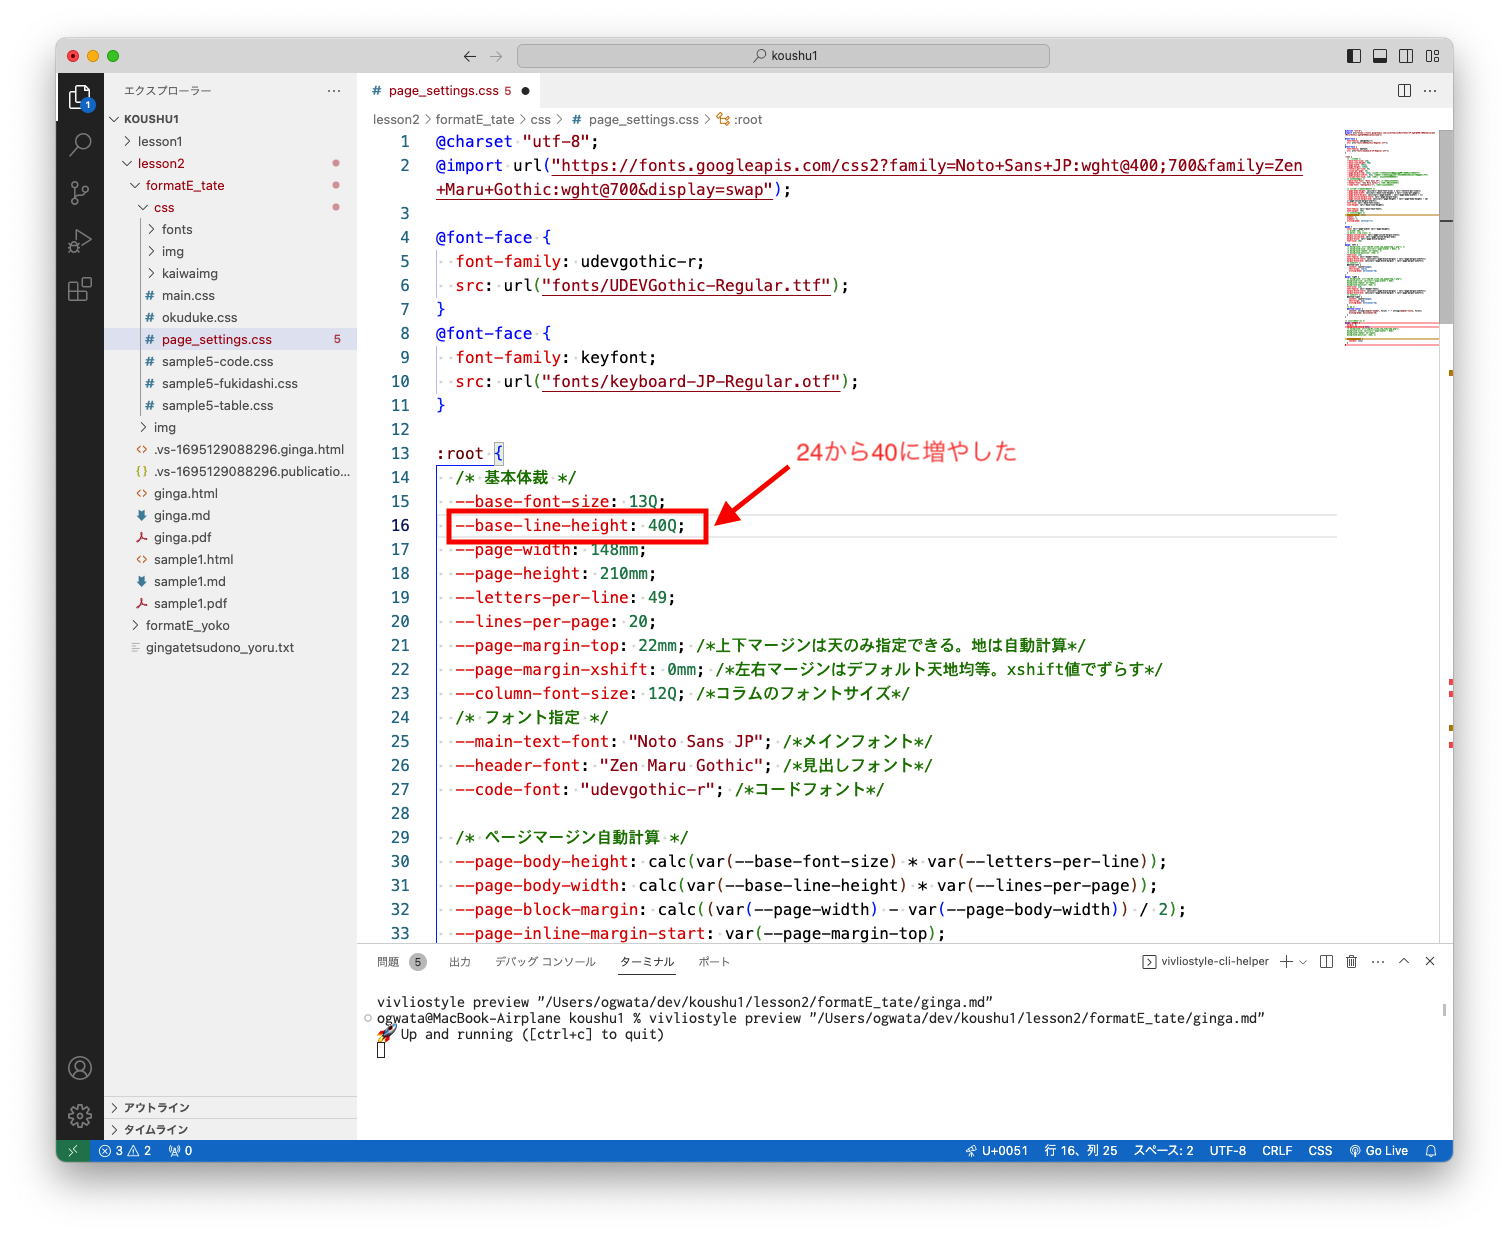 koushu1
エクスプローラー
KOUSHU1
lesson1
lesson2
formatE_tate
css
fonts
img
kaiwaimg
main.css
okuduke.css
page_settings.css 5
sample5-code.css
sample5-fukidashi.css
sample5-table.css
img
.vs-1695129088296.ginga.html
.vs-1695129088296.publicatio...
ginga.html
ginga.md
ginga.pdf
sample1.html
sample1.md
sample1.pdf
formatE_yoko
gingatetsudono_yoru.txt
アウトライン
タイムライン
1
# page_settings.css 5
lesson2 > formatE_tate > css > # page_settings.css > :root
1 @charset "utf-8";
2 @import url("https://fonts.googleapis.com/css2?family=Noto+Sans+JP:wght@400;700&family=Zen
+Maru+Gothic:wght@700&display=swap");
3
4 @font-face {
5 font-family: udevgothic-r;
6 src: url("fonts/UDEVGothic-Regular.ttf");
7 }
8 @font-face {
9 font-family: keyfont;
10 src: url("fonts/keyboard-JP-Regular.otf");
11 }
12
13 :root {
24から40に増やした
14 /* 基本体裁 */
15 --base-font-size: 13Q;
16 --base-line-height: 40Q;
17 --page-width: 148mm;
18 --page-height: 210mm;
19 --letters-per-line: 49;
20 --lines-per-page: 20;
21 --page-margin-top: 22mm; /*上下マージンは天のみ指定できる。地は自動計算*/
22 --page-margin-xshift: 0mm; /*左右マージンはデフォルト天地均等。xshift値でずらす*/
23 --column-font-size: 12Q; /*コラムのフォントサイズ*/
24 /* フォント指定 */
25 --main-text-font: "Noto Sans JP"; /*メインフォント*/
26 --header-font: "Zen Maru Gothic"; /*見出しフォント*/
27 --code-font: "udevgothic-r"; /*コードフォント*/
28
29 /* ページマージン自動計算 */
30 --page-body-height: calc(var(--base-font-size) * var(--letters-per-line));
31 --page-body-width: calc(var(--base-line-height) * var(--lines-per-page));
32 --page-block-margin: calc((var(--page-width) - var(--page-body-width)) / 2);
33 --page-inline-margin-start: var(--page-margin-top);
問題 5 出力 デバッグ コンソール ターミナル ポート vivliostyle-cli-helper
vivliostyle preview "/Users/ogwata/dev/koushu1/lesson2/formatE_tate/ginga.md"
ogwata@MacBook-Airplane koushu1 % vivliostyle preview "/Users/ogwata/dev/koushu1/lesson2/formatE_tate/ginga.md"
🚀 Up and running ([ctrl+c] to quit)
3 2 0 U+0051 行 16、列 25 スペース: 2 UTF-8 CRLF CSS Go Live